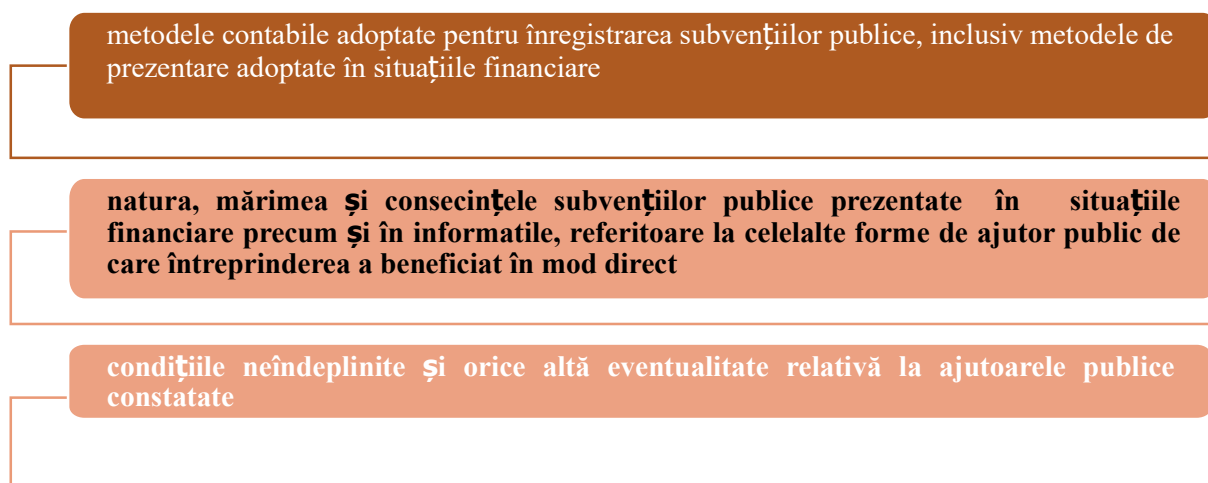 metodele contabile adoptate pentru înregistrarea subvenţiilor publice, inclusiv metodele de
prezentare adoptate în situaţiile financiare
natura, mărimea şi consecinţele subvenţiilor publice prezentate în situaţiile
financiare precum şi în informatile, referitoare la celelalte forme de ajutor public de
care întreprinderea a beneficiat în mod direct
condiţiile neîndeplinite şi orice altă eventualitate relativă la ajutoarele publice
constatate